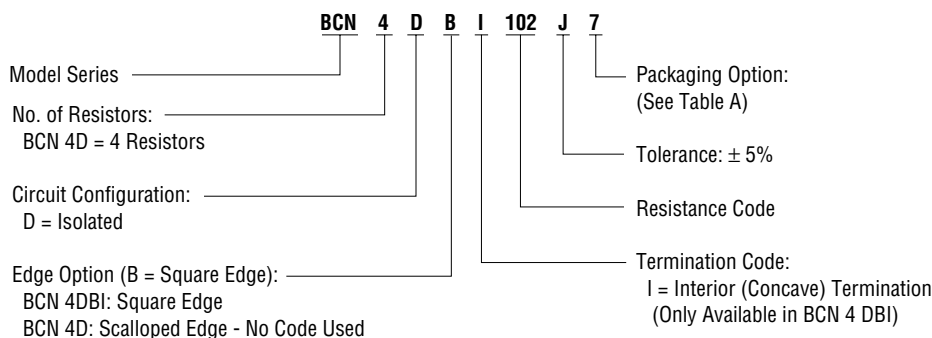 BCN 4 D B I 102 J 7
Model Series
No. of Resistors:
BCN 4D = 4 Resistors
Circuit Configuration:
D = Isolated
Edge Option (B = Square Edge):
BCN 4DBI: Square Edge
BCN 4D: Scalloped Edge - No Code Used
Packaging Option:
(See Table A)
Tolerance: ± 5%
Resistance Code
Termination Code:
I = Interior (Concave) Termination
(Only Available in BCN 4 DBI)